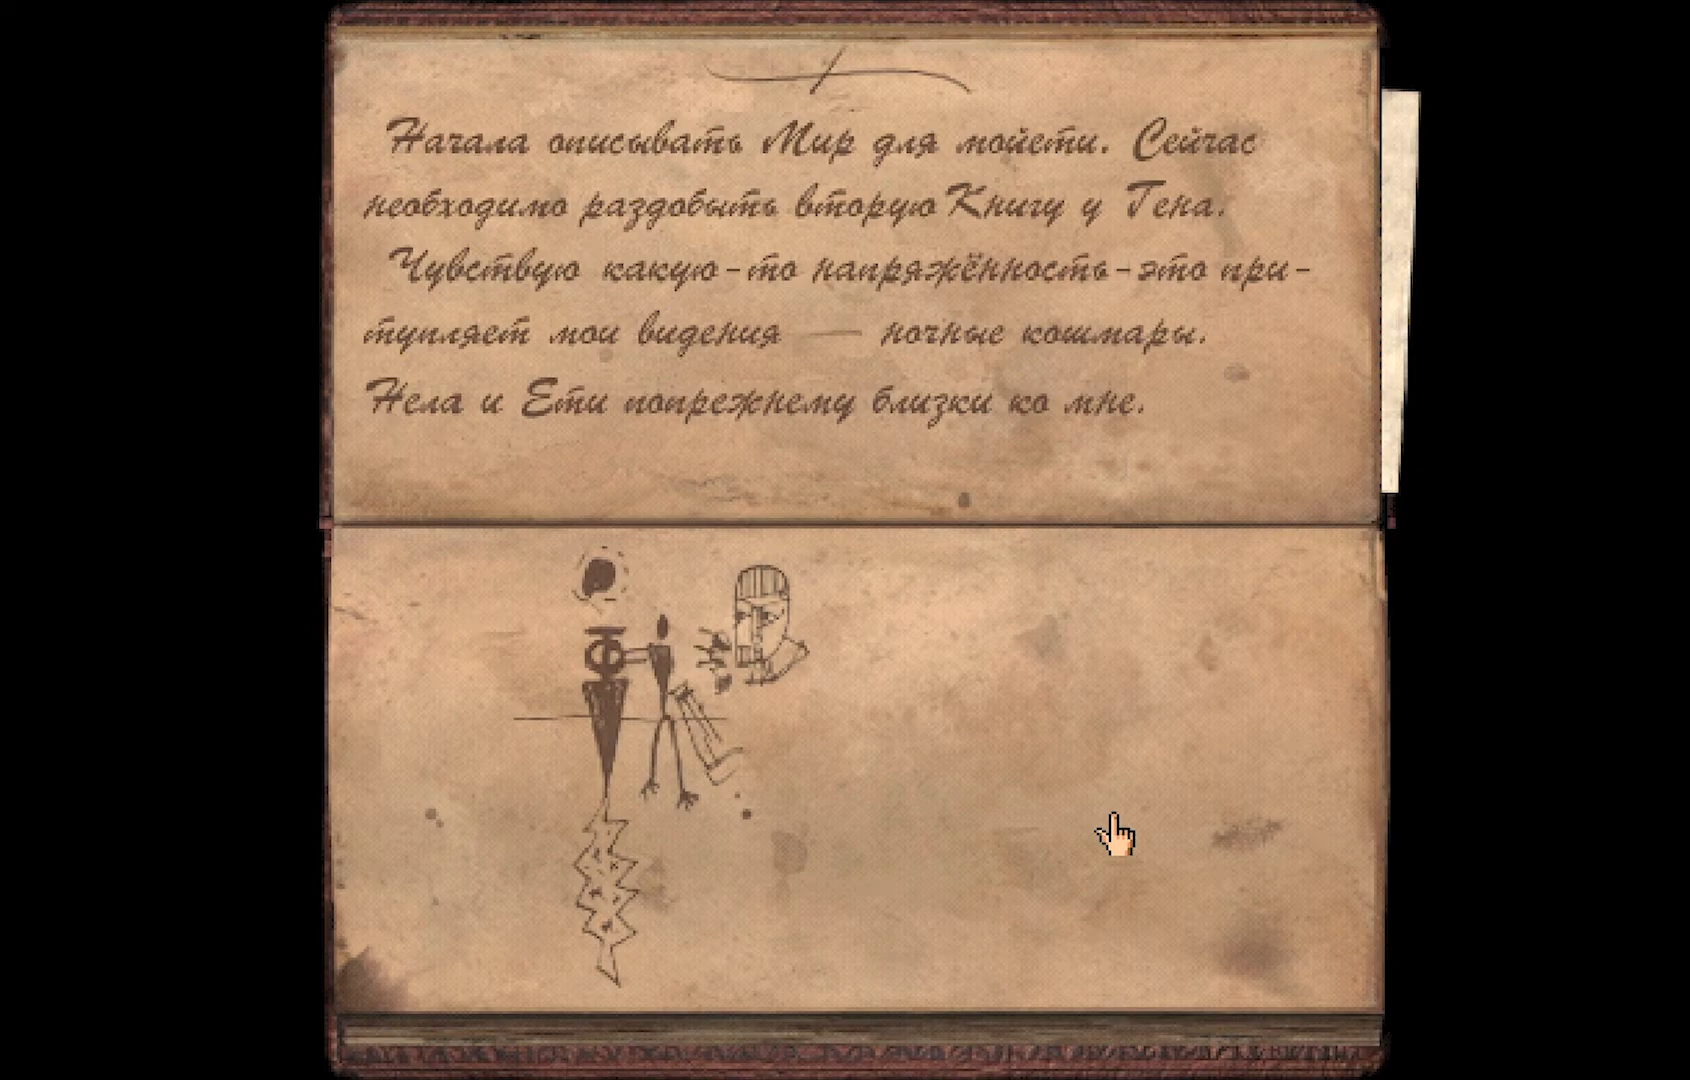 Начала описывать Мир для мойети. Сейчас
необходимо раздобыть вторую Книгу у Гена.
Чувствую какую-то напряжённость-это при-
тупляет мои видения — ночные кошмары.
Нела и Ети попрежнему близки ко мне.